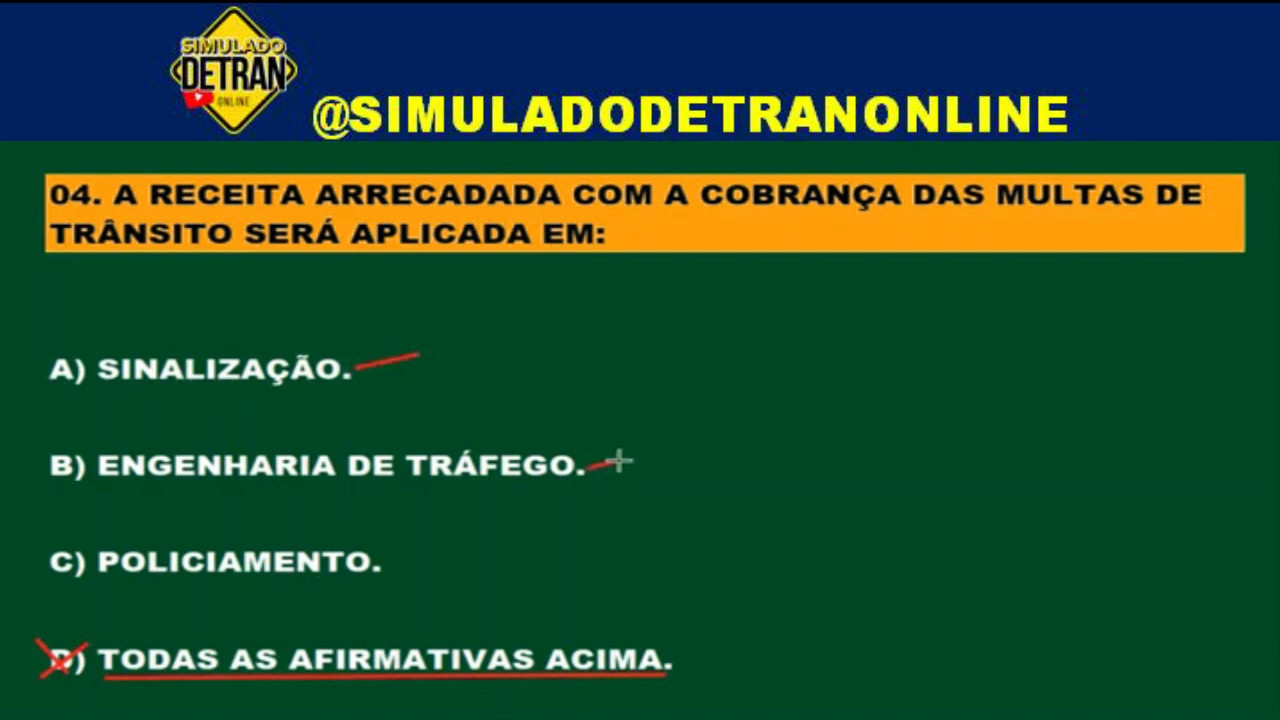 SIMULADO
DETRAN
ONLINE
@SIMULADODETRANONLINE
04. A RECEITA ARRECADADA COM A COBRANÇA DAS MULTAS DE
TRÂNSITO SERÁ APLICADA EM:
A) SINALIZAÇÃO.
B) ENGENHARIA DE TRÁFEGO.
C) POLICIAMENTO.
D) TODAS AS AFIRMATIVAS ACIMA.